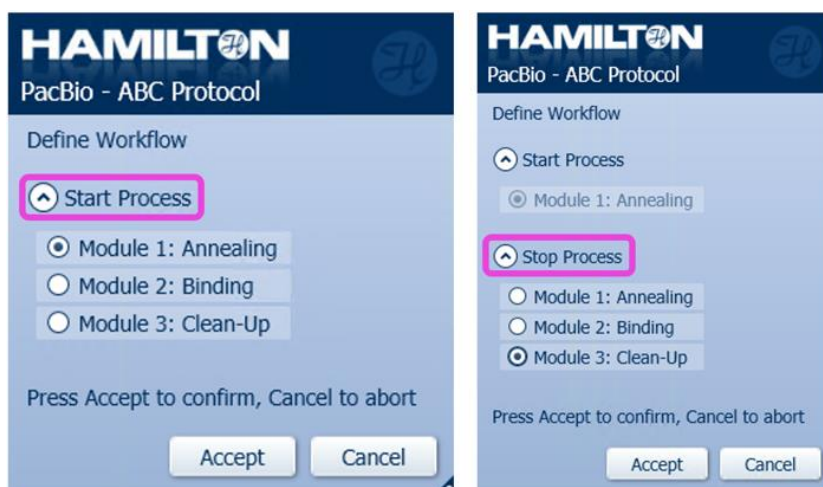 HAMILTON
PacBio - ABC Protocol
Define Workflow
Start Process
Module 1: Annealing
Module 2: Binding
Module 3: Clean-Up
Press Accept to confirm, Cancel to abort
Accept Cancel
HAMILTON
PacBio - ABC Protocol
Define Workflow
Start Process
Module 1: Annealing
Stop Process
Module 1: Annealing
Module 2: Binding
Module 3: Clean-Up
Press Accept to confirm, Cancel to abort
Accept Cancel